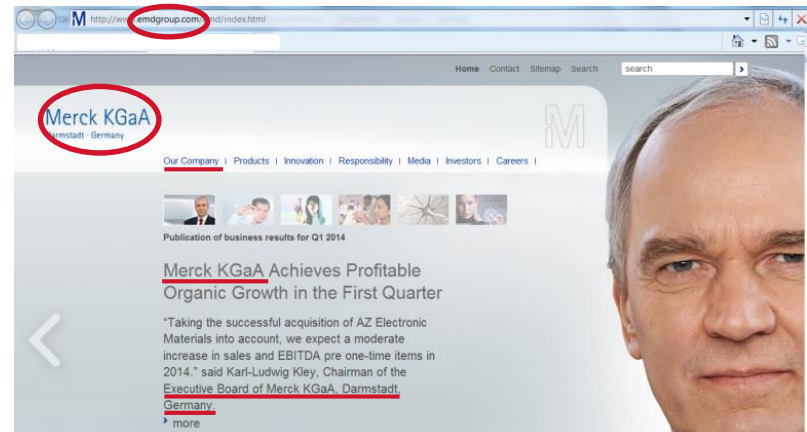 http://www.emdgroup.com/emd/index.html
Home Contact Sitemap Search search
Merck KGaA
Darmstadt · Germany
M
Our Company | Products | Innovation | Responsibility | Media | Investors | Careers |
Publication of business results for Q1 2014
Merck KGaA Achieves Profitable
Organic Growth in the First Quarter
“Taking the successful acquisition of AZ Electronic
Materials into account, we expect a moderate
increase in sales and EBITDA pre one-time items in
2014.” said Karl-Ludwig Kley, Chairman of the
Executive Board of Merck KGaA, Darmstadt,
Germany.
more